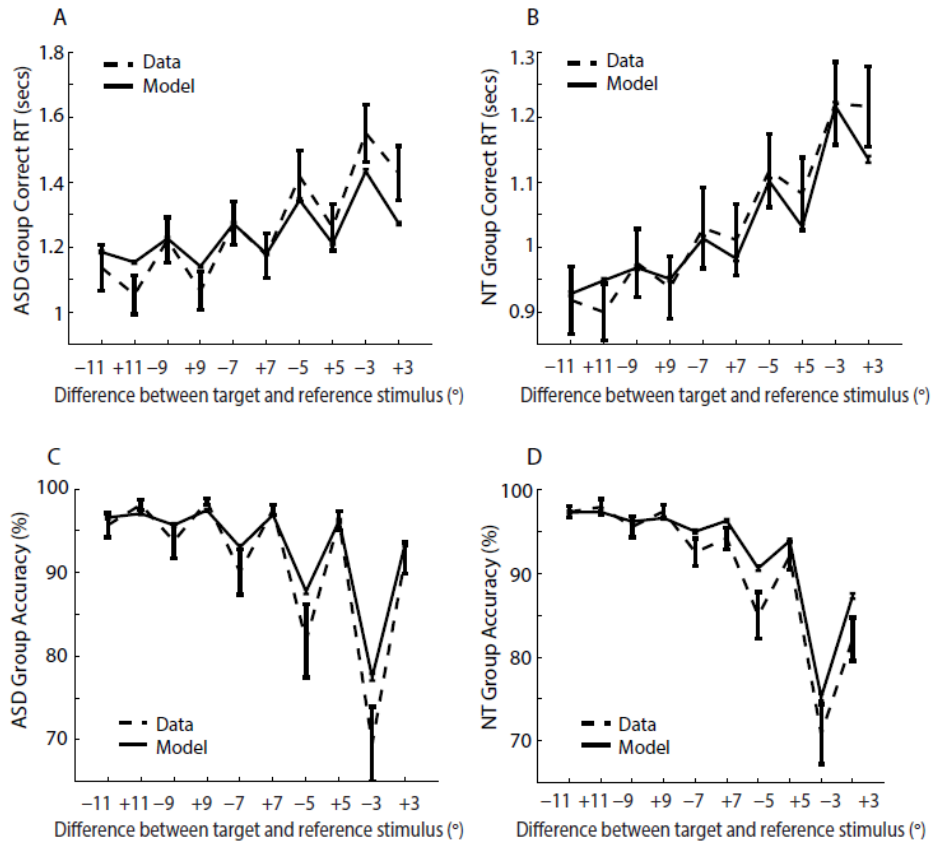 A
ASD Group Correct RT (secs)
1.8
1.6
1.4
1.2
1
Data
Model
−11 +11 −9 +9 −7 +7 −5 +5 −3 +3
Difference between target and reference stimulus (º)
B
NT Group Correct RT (secs)
1.3
1.2
1.1
1
0.9
Data
Model
−11 +11 −9 +9 −7 +7 −5 +5 −3 +3
Difference between target and reference stimulus (º)
C
ASD Group Accuracy (%)
100
90
80
70
Data
Model
−11 +11 −9 +9 −7 +7 −5 +5 −3 +3
Difference between target and reference stimulus (º)
D
NT Group Accuracy (%)
100
90
80
70
Data
Model
−11 +11 −9 +9 −7 +7 −5 +5 −3 +3
Difference between target and reference stimulus (º)